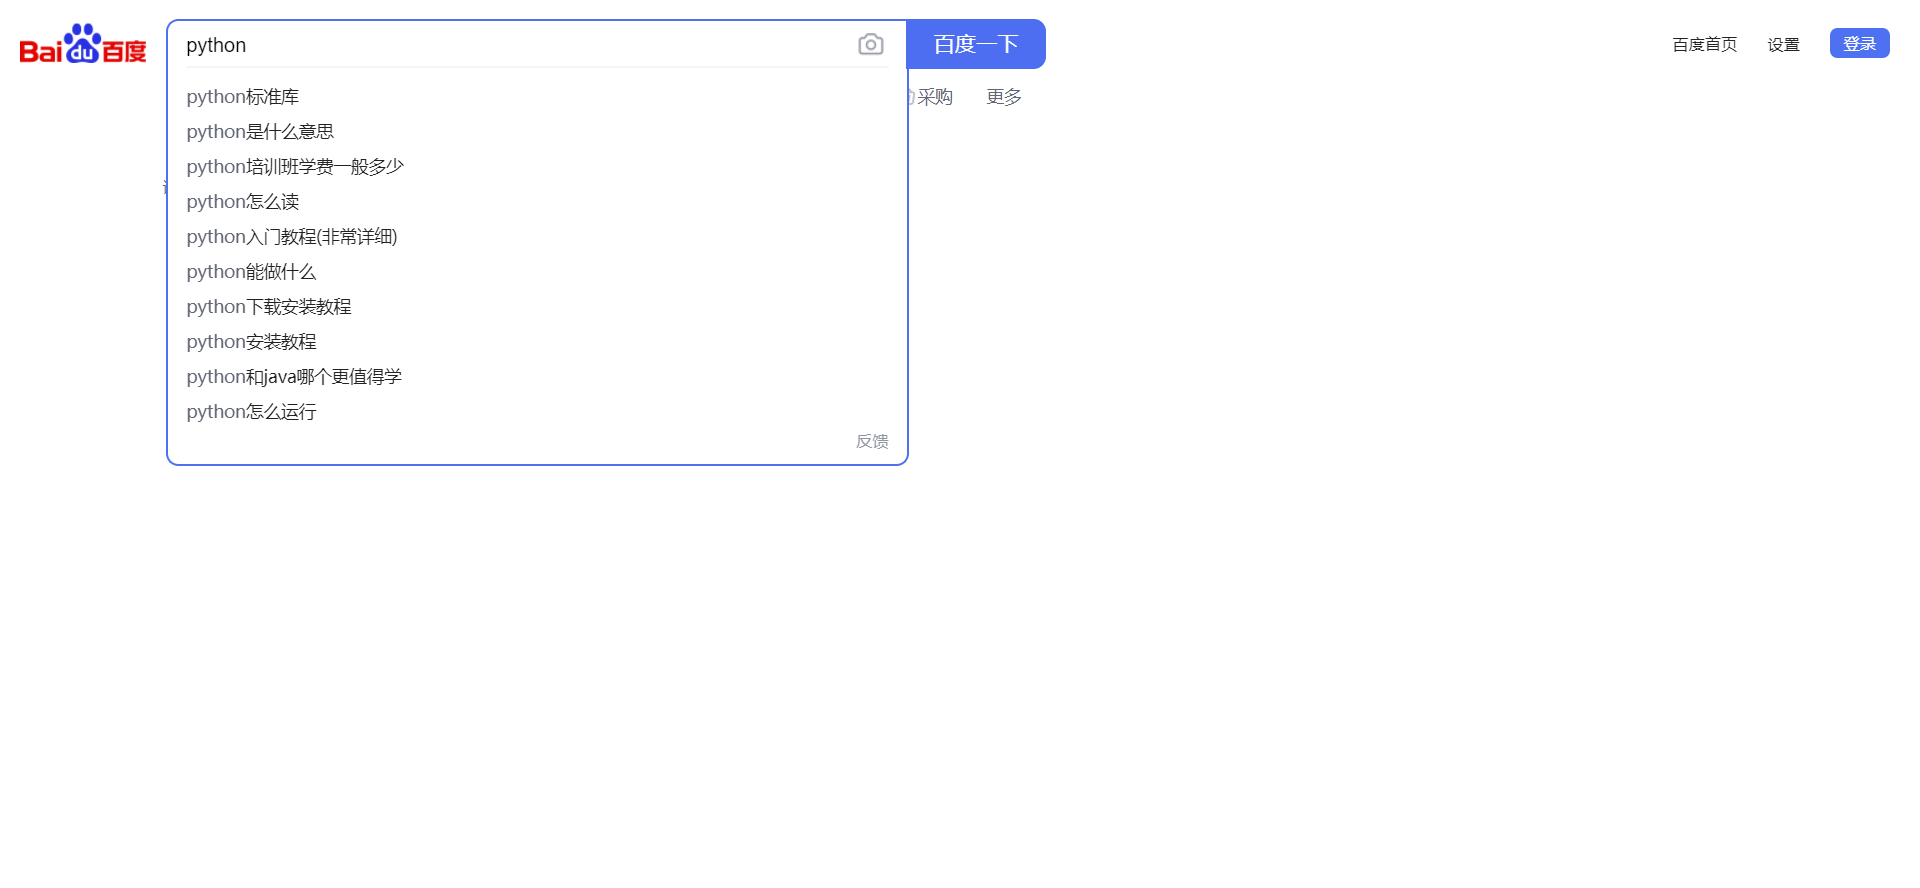 Bai du 百度
python
百度一下
百度首页
设置
登录
采购
更多
python标准库
python是什么意思
python培训班学费一般多少
python怎么读
python入门教程(非常详细)
python能做什么
python下载安装教程
python安装教程
python和java哪个更值得学
python怎么运行
反馈